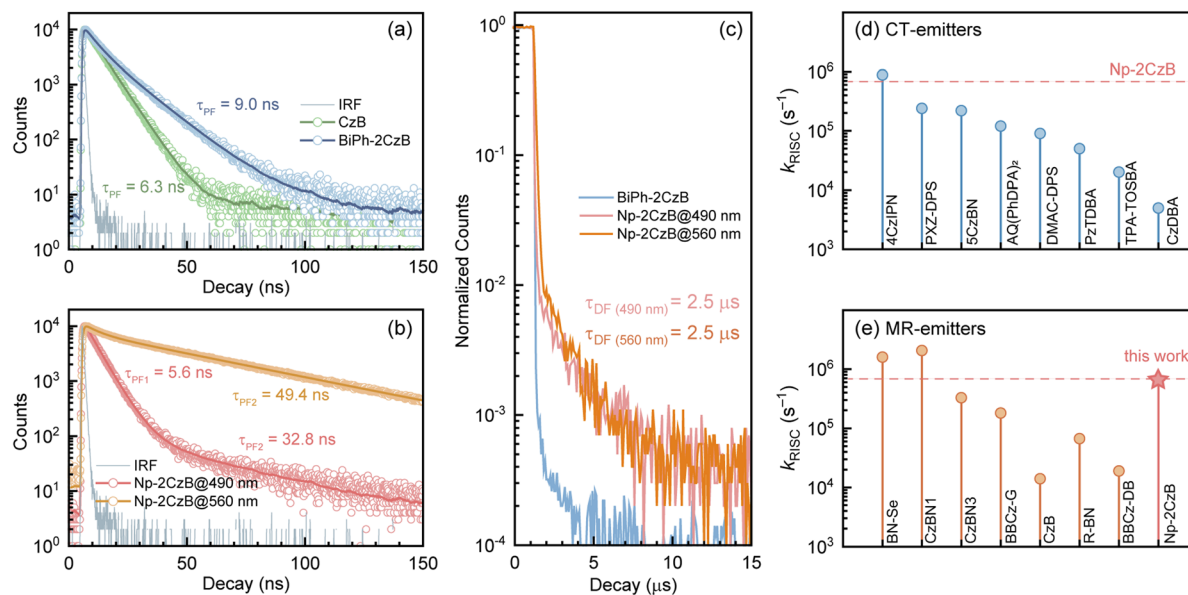 (a)
10⁴
10³
10²
10¹
10⁰
Counts
τPF = 9.0 ns
τPF = 6.3 ns
IRF
CzB
BiPh-2CzB
0
50
100
150
Decay (ns)
(b)
10⁴
10³
10²
10¹
10⁰
Counts
τPF1 = 5.6 ns
τPF2 = 49.4 ns
τPF2 = 32.8 ns
IRF
Np-2CzB@490 nm
Np-2CzB@560 nm
0
50
100
150
Decay (ns)
(c)
10⁰
10⁻¹
10⁻²
10⁻³
10⁻⁴
Normalized Counts
BiPh-2CzB
Np-2CzB@490 nm
Np-2CzB@560 nm
τDF (490 nm) = 2.5 μs
τDF (560 nm) = 2.5 μs
0
5
10
15
Decay (μs)
(d) CT-emitters
10⁶
10⁵
10⁴
10³
kRISC (s⁻¹)
Np-2CzB
4CzIPN
PXZ-DPS
5CzBN
AQ(PhDPA)₂
DMAC-DPS
PzTDBA
TPA-TOSBA
CzDBA
(e) MR-emitters
10⁶
10⁵
10⁴
10³
kRISC (s⁻¹)
this work
BN-Se
CzBN1
CzBN3
BBCz-G
CzB
R-BN
BBCz-DB
Np-2CzB